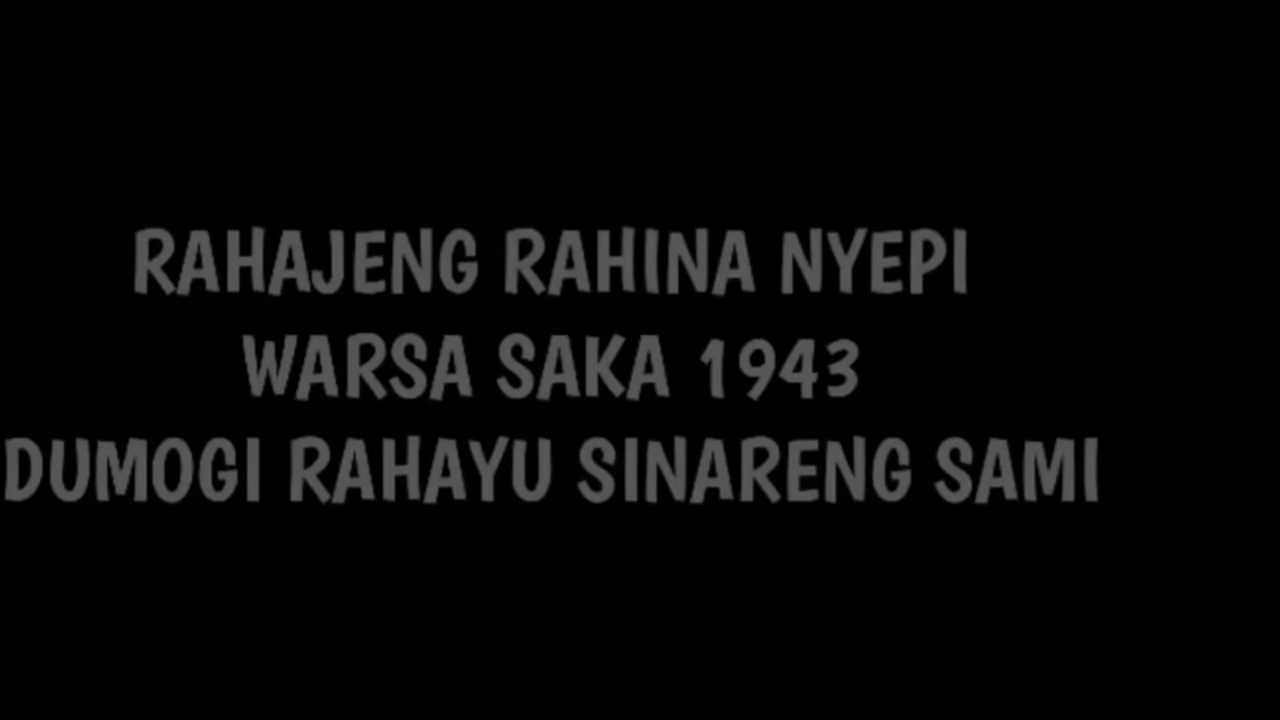 RAHAJENG RAHINA NYEPI
WARSA SAKA 1943
DUMOGI RAHAYU SINARENG SAMI